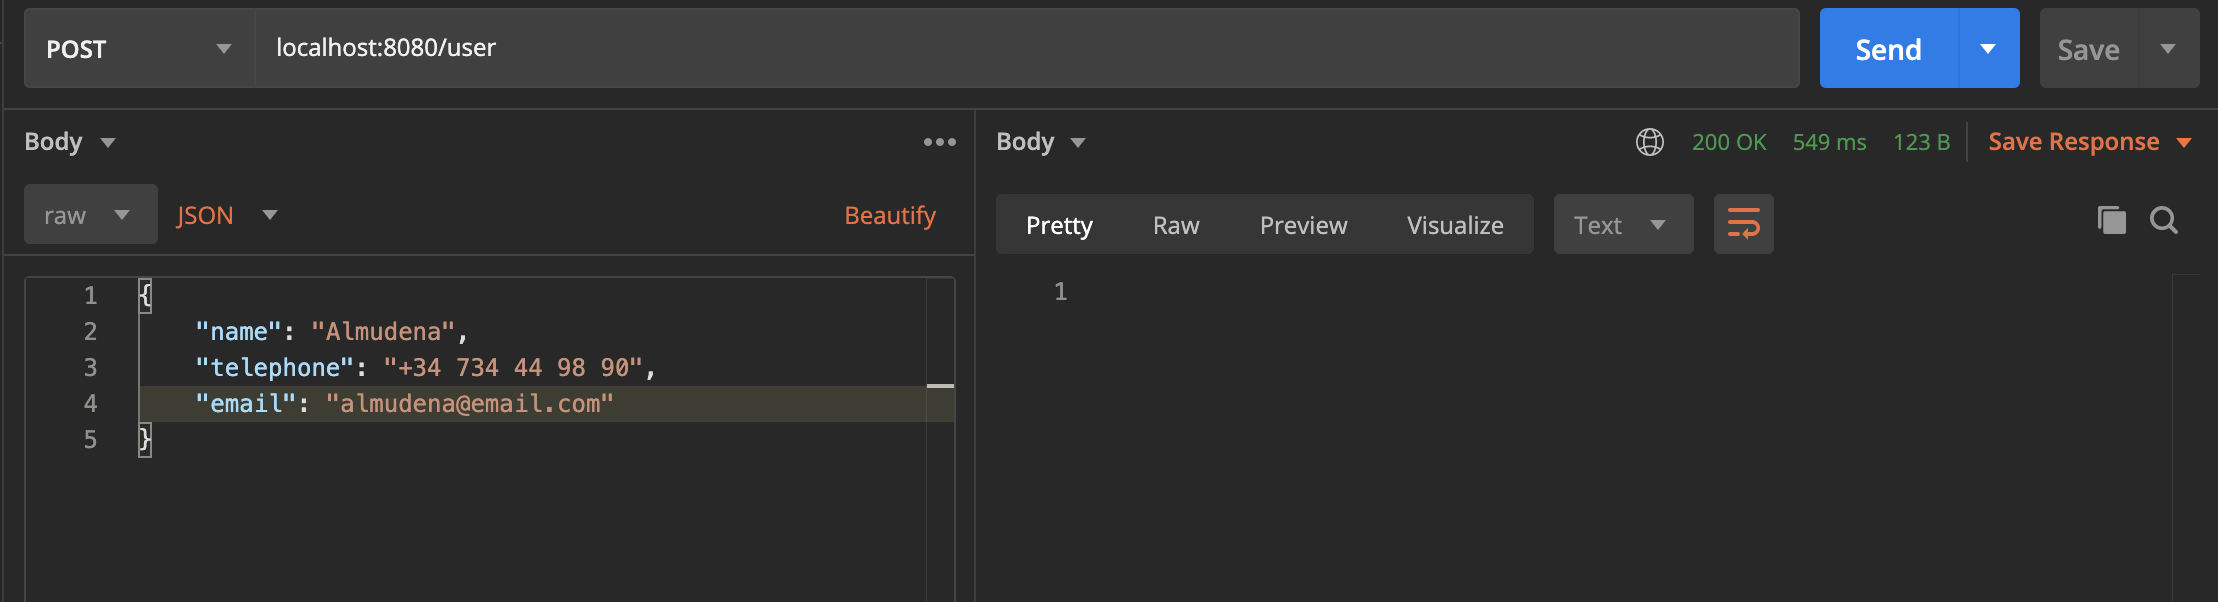 POST localhost:8080/user Send Save
Body ••• Body 200 OK 549 ms 123 B Save Response
raw JSON Beautify Pretty Raw Preview Visualize Text
1 {
2 "name": "Almudena",
3 "telephone": "+34 734 44 98 90",
4 "email": "almudena@email.com"
5 }
1